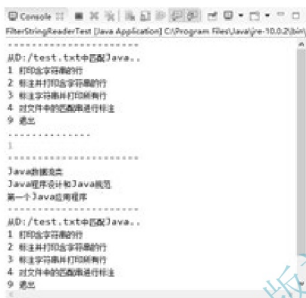 Console
FilterStringReaderTest [Java Application] C:\Program Files\Java\jre-10.0.2\bin\
- - - - - - - - - - - - - - - - - - - - - -
从D:/test.txt中匹配Java..
1 打印含字符串的行
2 标注并打印含字符串的行
3 标注字符串并打印所有行
4 对文件中的匹配串进行标注
9 退出
. . . . . . . . . . . . . .
1
- - - - - - - - - - - - - - - - - - - - - -
Java数据流类
Java程序设计和Java规范
第一个Java应用程序
- - - - - - - - - - - - - - - - - - - - - -
从D:/test.txt中匹配Java..
1 打印含字符串的行
2 标注并打印含字符串的行
3 标注字符串并打印所有行
4 对文件中的匹配串进行标注
9 退出
版